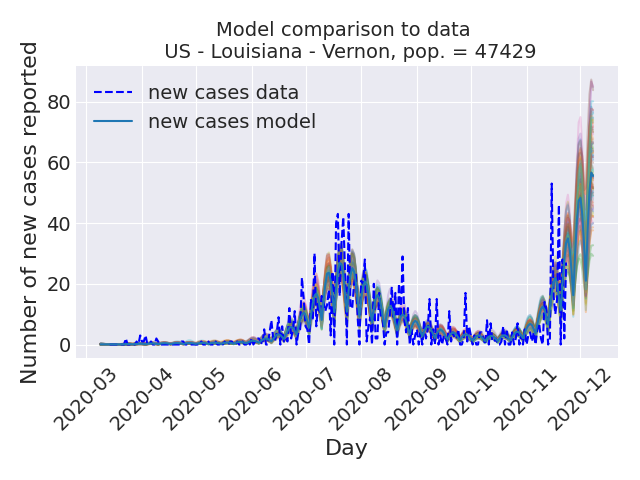 Model comparison to data
US - Louisiana - Vernon, pop. = 47429
Number of new cases reported
80
60
40
20
0
new cases data
new cases model
2020-03
2020-04
2020-05
2020-06
2020-07
2020-08
2020-09
2020-10
2020-11
2020-12
Day